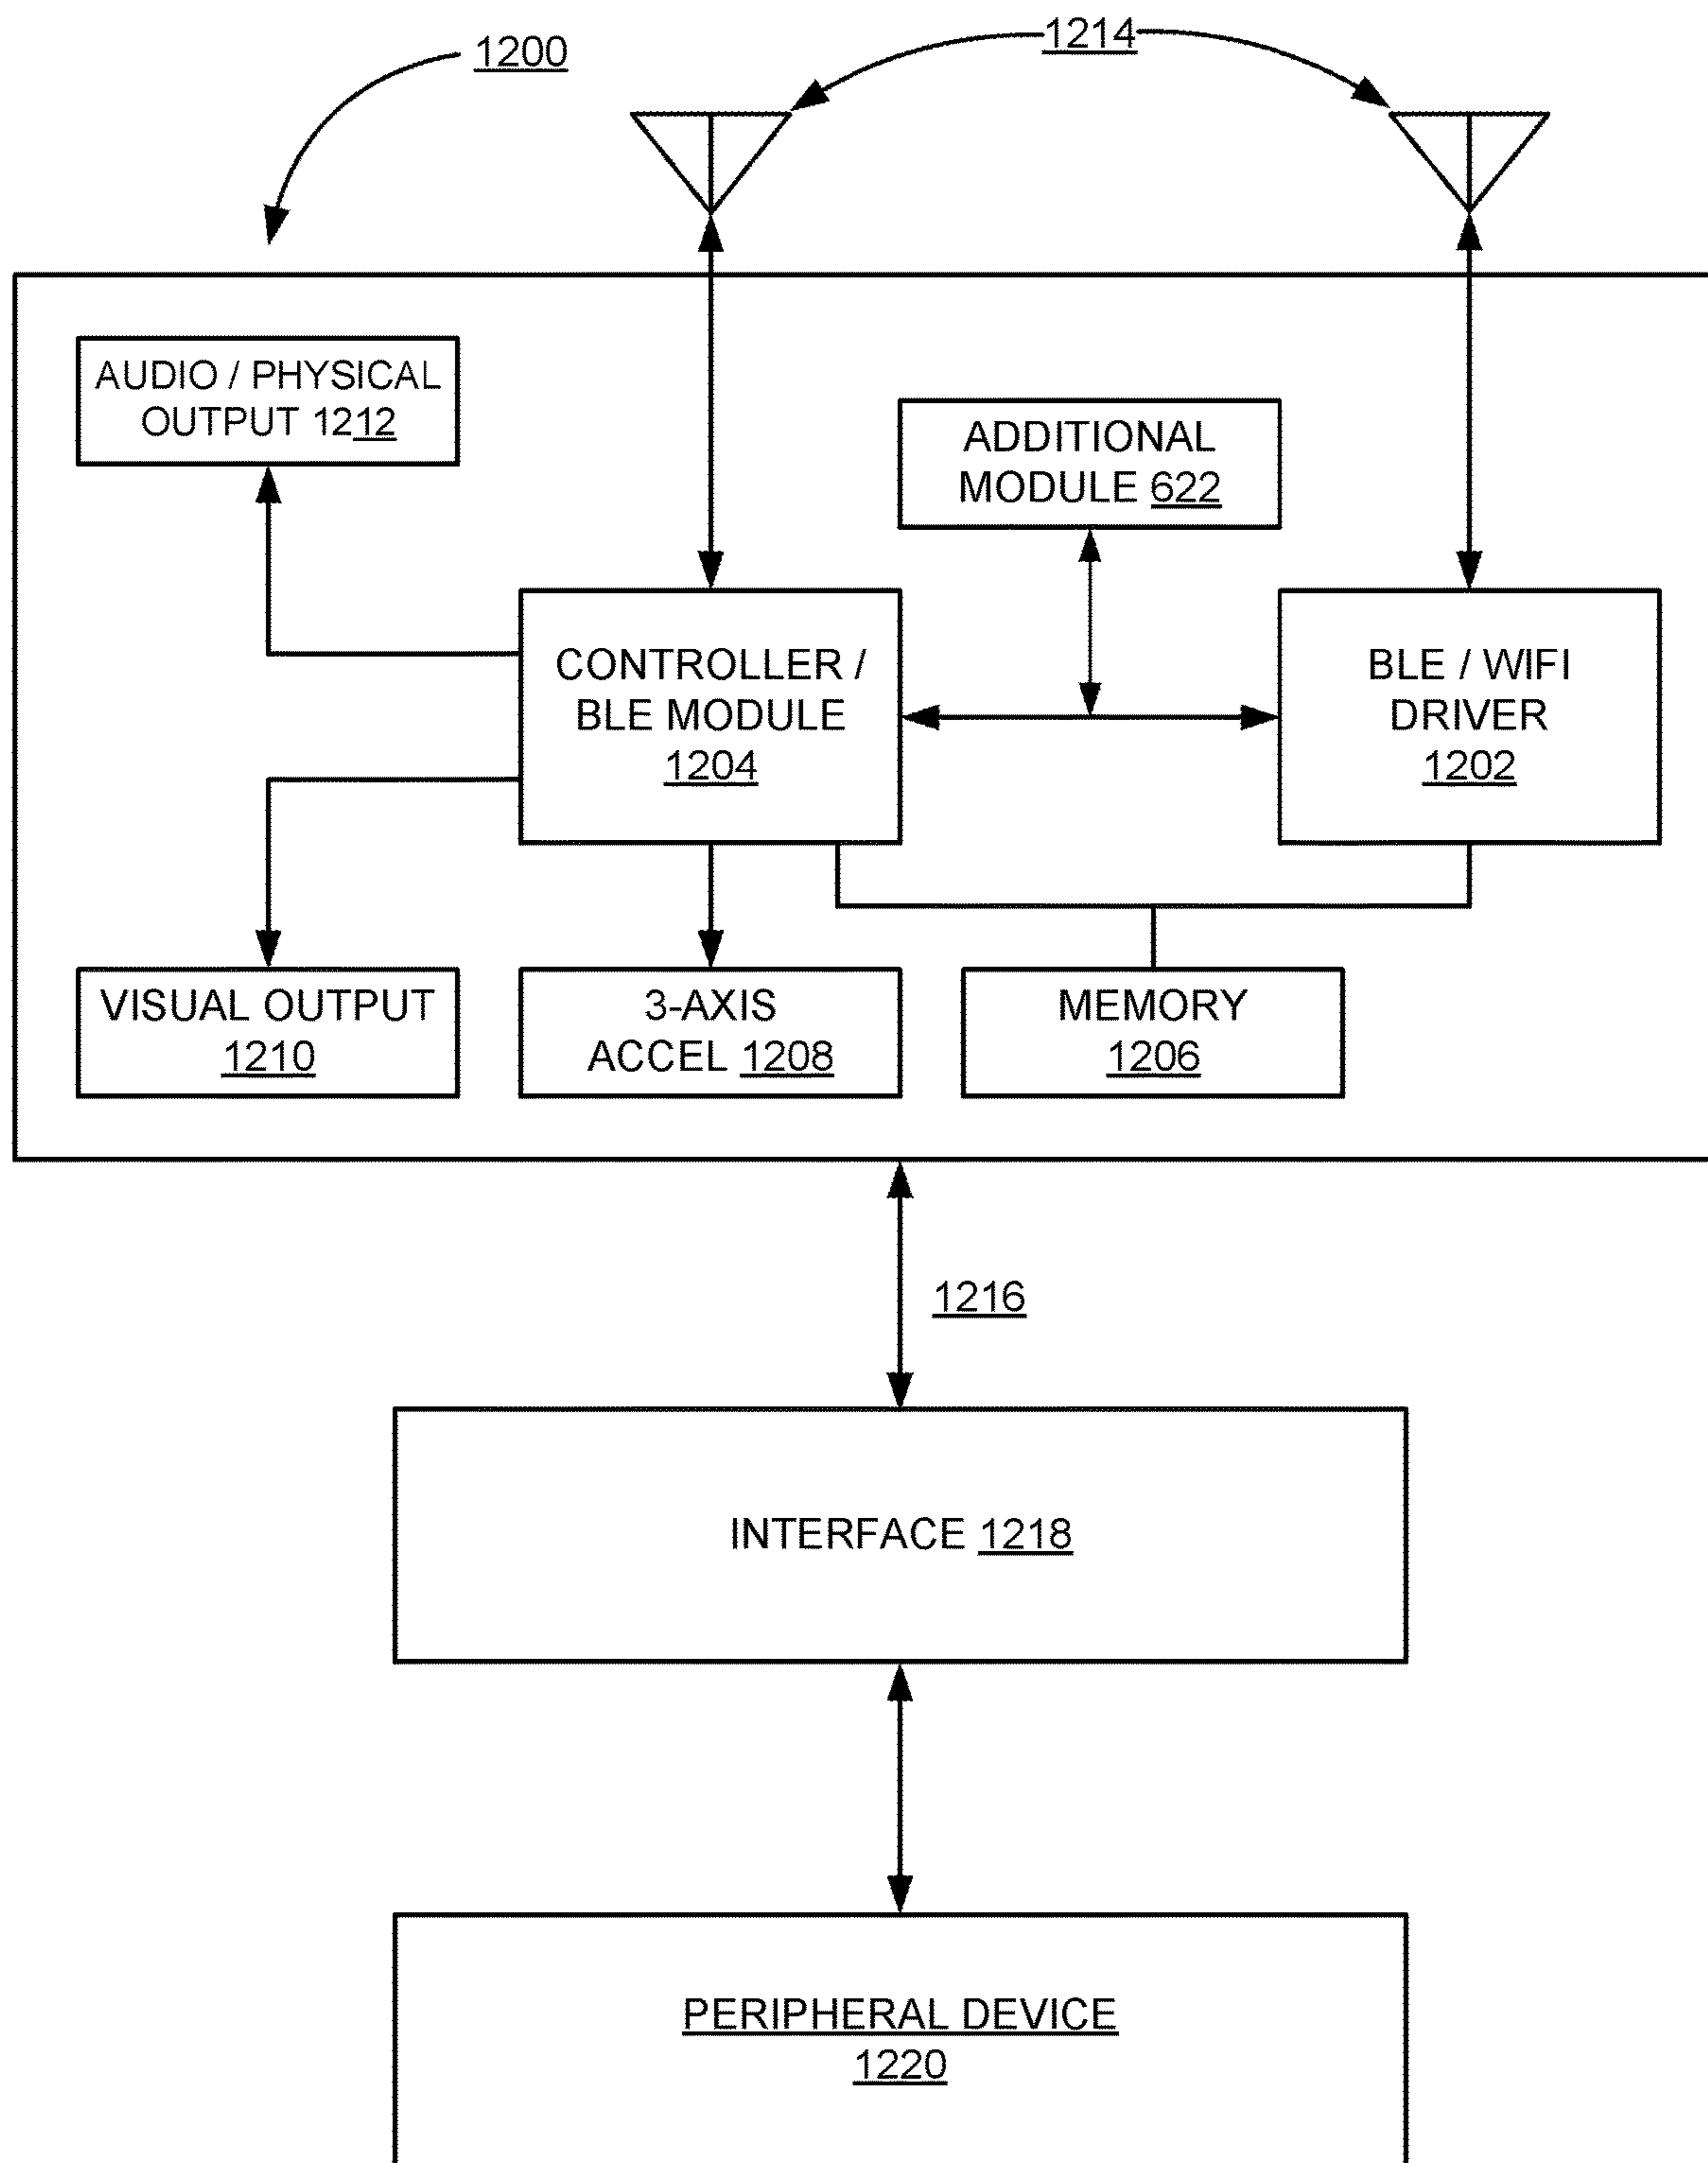 1200
1214
AUDIO / PHYSICAL
OUTPUT 1212
ADDITIONAL
MODULE 622
CONTROLLER /
BLE MODULE
1204
BLE / WIFI
DRIVER
1202
VISUAL OUTPUT
1210
3-AXIS
ACCEL 1208
MEMORY
1206
1216
INTERFACE 1218
PERIPHERAL DEVICE
1220